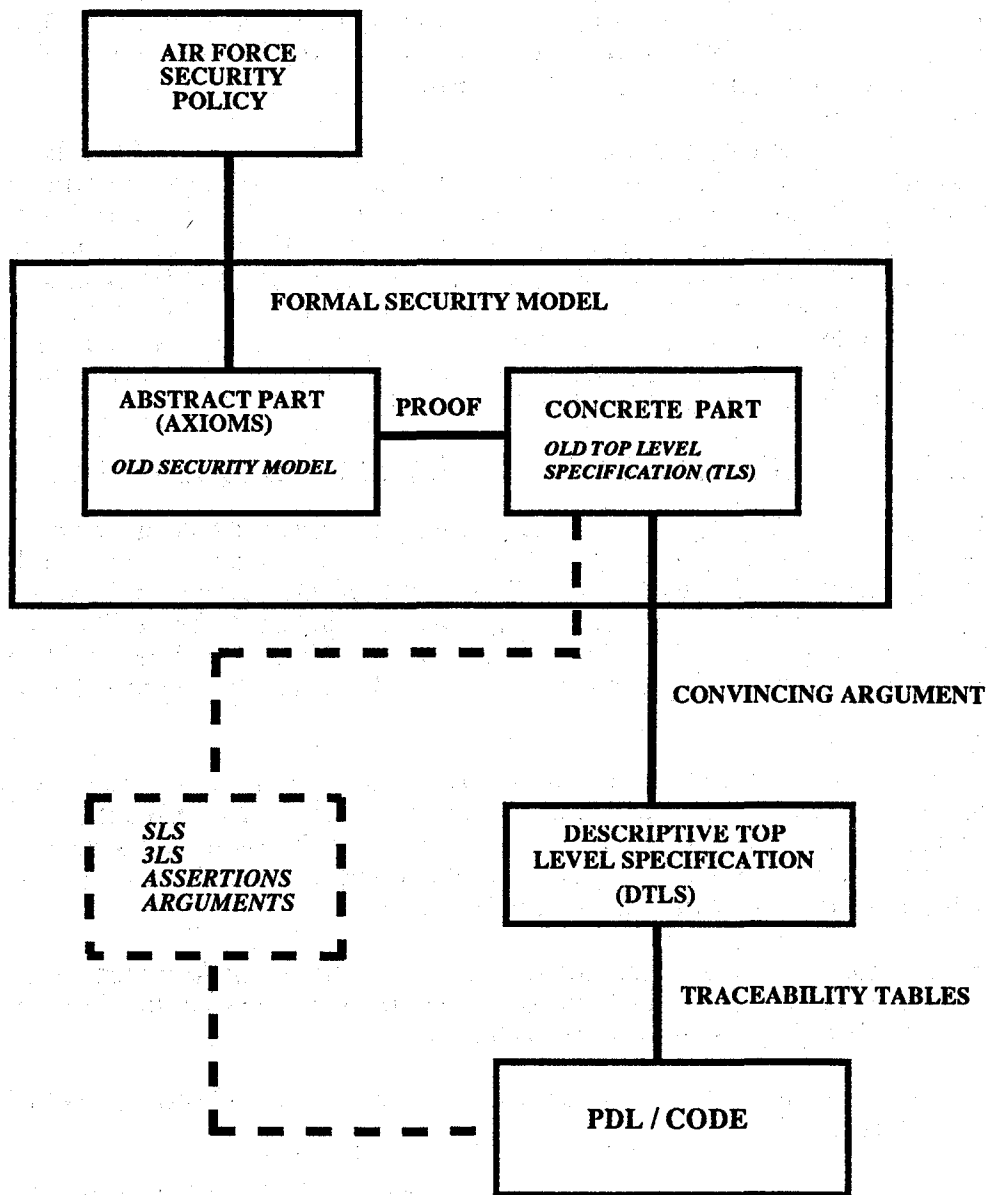 AIR FORCE
SECURITY
POLICY
FORMAL SECURITY MODEL
ABSTRACT PART
(AXIOMS)
OLD SECURITY MODEL
PROOF
CONCRETE PART
OLD TOP LEVEL
SPECIFICATION (TLS)
CONVINCING ARGUMENT
SLS
3LS
ASSERTIONS
ARGUMENTS
DESCRIPTIVE TOP
LEVEL SPECIFICATION
(DTLS)
TRACEABILITY TABLES
PDL / CODE